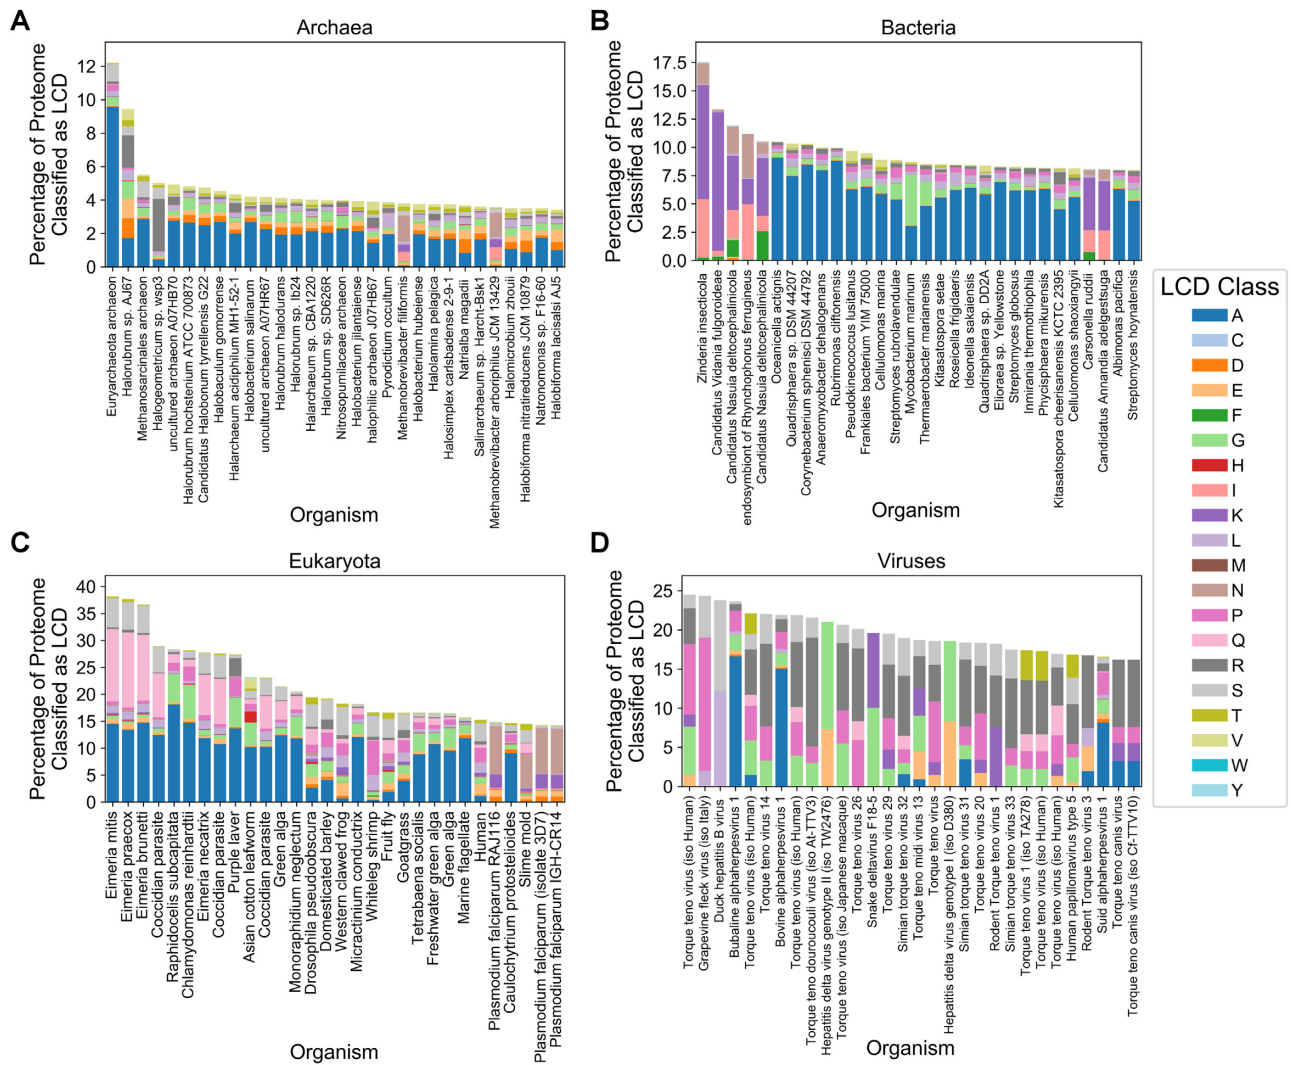 A
Archaea
Percentage of Proteome
Classified as LCD
12
10
8
6
4
2
0
Euryarchaeota archaeon
Halorubrum sp. AJ67
Methanosarcinales archaeon
Halogeometricum sp. wsp3
uncultured archaeon A07HB70
Halorubrum hochstenium ATCC 700873
Candidatus Halobonum tyrrellensis G22
Halobaculum gomorrense
Halarchaeum acidiphilum MH1-52-1
Halobacterium salinarum
uncultured archaeon A07HR67
Halorubrum halodurans
Halorubrum sp. Ib24
Halarchaeum sp. CBA1220
Halorubrum sp. SD626R
Nitrosopumilaceae archaeon
Halobacterium jilantaiense
halophilic archaeon J07HB67
Pyrodictium occultum
Methanobrevibacter filiformis
Halobacterium hubeiense
Halolamina pelagica
Halosimplex carlsbadense 2-9-1
Natrialba magadii
Salinarchaeum sp. Harcht-Bsk1
Methanobrevibacter arboriphilus JCM 13429
Halomicrobium zhouii
Halobiforma nitratireducens JCM 10879
Natronomonas sp. F16-60
Halobiforma lacisalsi AJ5
Organism
B
Bacteria
Percentage of Proteome
Classified as LCD
17.5
15.0
12.5
10.0
7.5
5.0
2.5
0.0
Zinderia insecticola
Candidatus Vidania fulgoroideae
Candidatus Nasuia deltocephalinicola
endosymbiont of Rhynchophorus ferrugineus
Candidatus Nasuia deltocephalinicola
Oceanicella actignis
Quadrisphaera sp. DSM 44207
Corynebacterium sphenisci DSM 44792
Anaeromyxobacter dehalogenans
Rubrimonas cliftonensis
Pseudokineococcus lusitanus
Frankiales bacterium YIM 75000
Cellulomonas marina
Streptomyces rubrolavendulae
Mycobacterium marinum
Thermaerobacter marianensis
Kitasatospora setae
Roseicella frigidaeris
Ideonella sakaiensis
Quadrisphaera sp. DD2A
Elioraea sp. Yellowstone
Streptomyces globosus
Inmirania thermothiophila
Phycisphaera mikurensis
Kitasatospora cheerisanensis KCTC 2395
Cellulomonas shaoxiangyii
Carsonella ruddii
Candidatus Annandia adelgestsuga
Albimonas pacifica
Streptomyces hoynatensis
Organism
LCD Class
A
C
D
E
F
G
H
I
K
L
M
N
P
Q
R
S
T
V
W
Y
C
Eukaryota
Percentage of Proteome
Classified as LCD
40
35
30
25
20
15
10
5
0
Eimeria mitis
Eimeria praecox
Eimeria brunettii
Coccidian parasite
Raphidocelis subcapitata
Chlamydomonas reinhardtii
Eimeria necatrix
Coccidian parasite
Purple laver
Asian cotton leafworm
Coccidian parasite
Green alga
Monoraphidium neglectum
Drosophila pseudoobscura
Domesticated barley
Western clawed frog
Micractinium conductrix
Whiteleg shrimp
Fruit fly
Goatgrass
Tetrabaena socialis
Freshwater green alga
Green alga
Marine flagellate
Human
Plasmodium falciparum RAJ116
Caulochytrium protostelioides
Slime mold
Plasmodium falciparum (isolate 3D7)
Plasmodium falciparum IGH-CR14
Organism
D
Viruses
Percentage of Proteome
Classified as LCD
25
20
15
10
5
0
Torque teno virus (iso Human)
Grapevine fleck virus (iso Italy)
Duck hepatitis B virus
Bubaline alphaherpesvirus 1
Torque teno virus (iso Human)
Torque teno virus 14
Bovine alphaherpesvirus 1
Torque teno virus (iso Human)
Torque teno douroucouli virus (iso At-TTV3)
Hepatitis delta virus genotype II (iso TW2476)
Torque teno virus (iso Japanese macaque)
Torque teno virus 26
Snake deltavirus F18-5
Torque teno virus 29
Simian torque teno virus 32
Torque teno midi virus 13
Torque teno virus
Hepatitis delta virus genotype I (iso D380)
Simian torque teno virus 31
Torque teno virus 20
Rodent Torque teno virus 1
Simian torque teno virus 33
Torque teno virus 1 (iso TA278)
Torque teno virus (iso Human)
Torque teno virus (iso Human)
Human papillomavirus type 5
Rodent Torque teno virus 3
Suid alphaherpesvirus 1
Torque teno canis virus
Torque teno canis virus (iso Cf-TTV10)
Organism